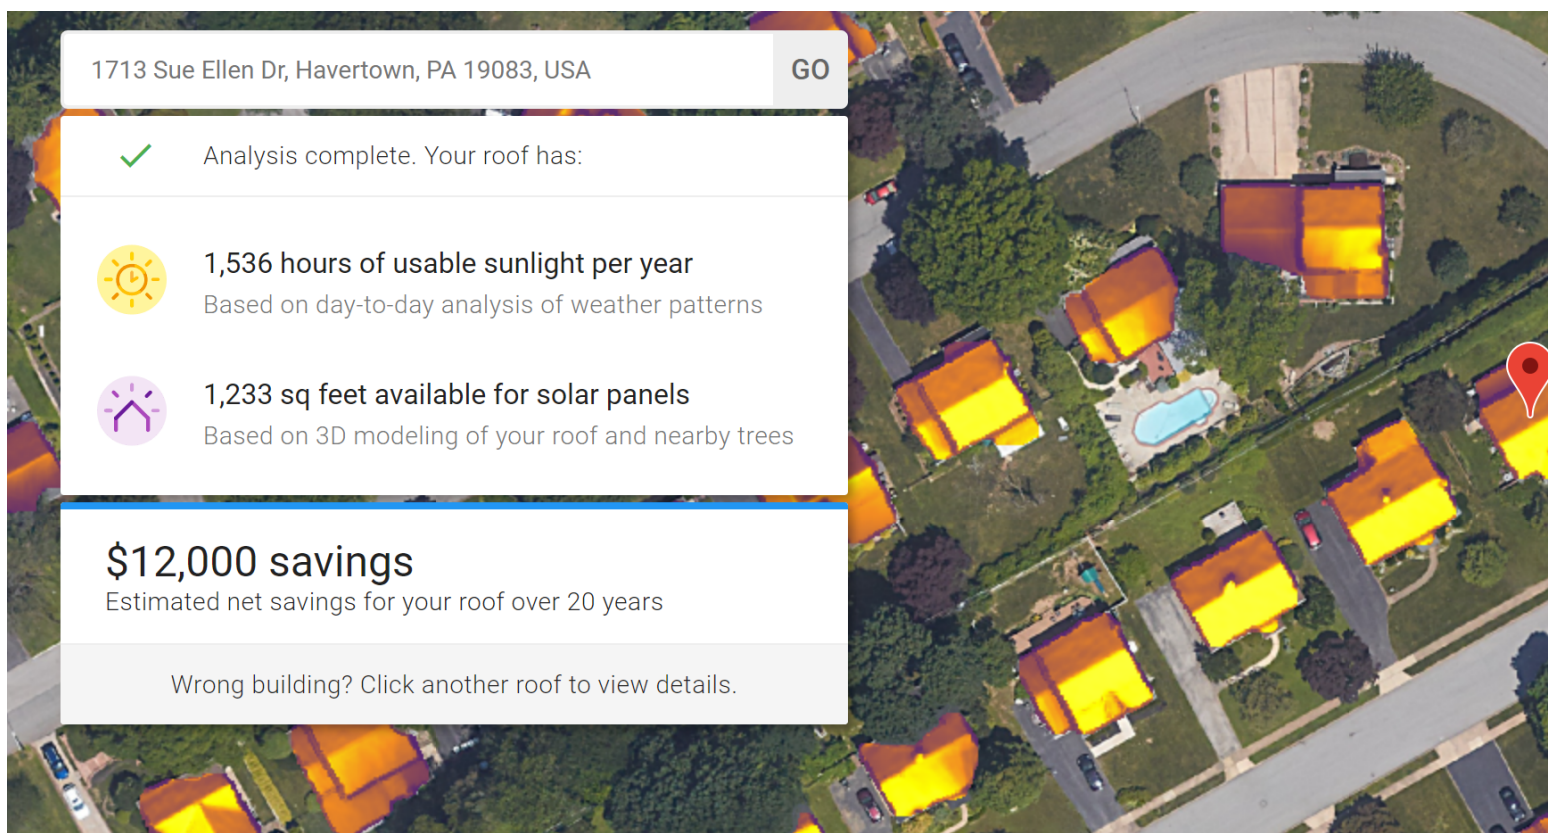 1713 Sue Ellen Dr, Havertown, PA 19083, USA
GO
Analysis complete. Your roof has:
1,536 hours of usable sunlight per year
Based on day-to-day analysis of weather patterns
1,233 sq feet available for solar panels
Based on 3D modeling of your roof and nearby trees
$12,000 savings
Estimated net savings for your roof over 20 years
Wrong building? Click another roof to view details.